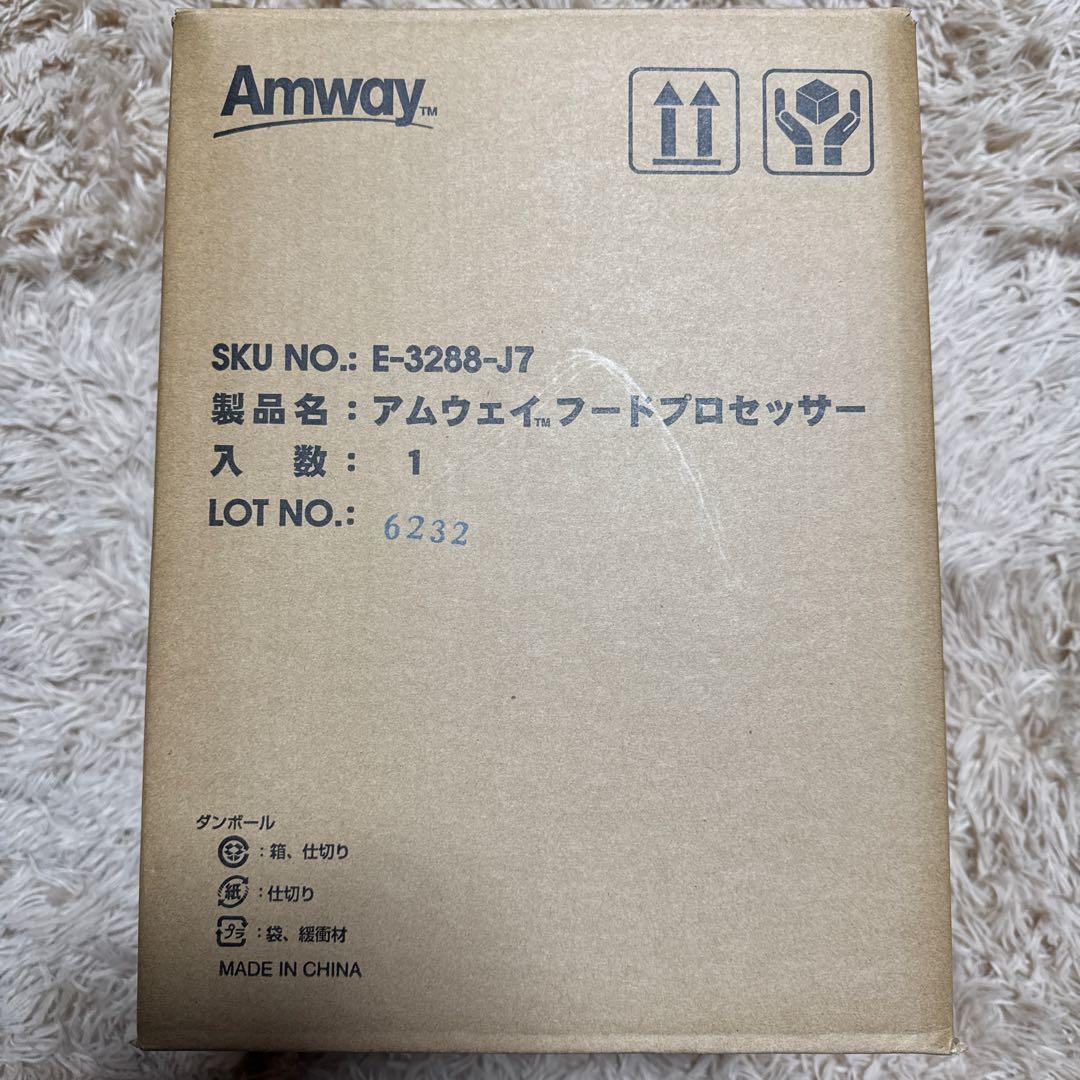 Amway™
SKU NO.: E-3288-J7
製品名：アムウェイ™フードプロセッサー
入　数：　1
LOT NO.: 6232
ダンボール
：箱、仕切り
紙：仕切り
プラ：袋、緩衝材
MADE IN CHINA